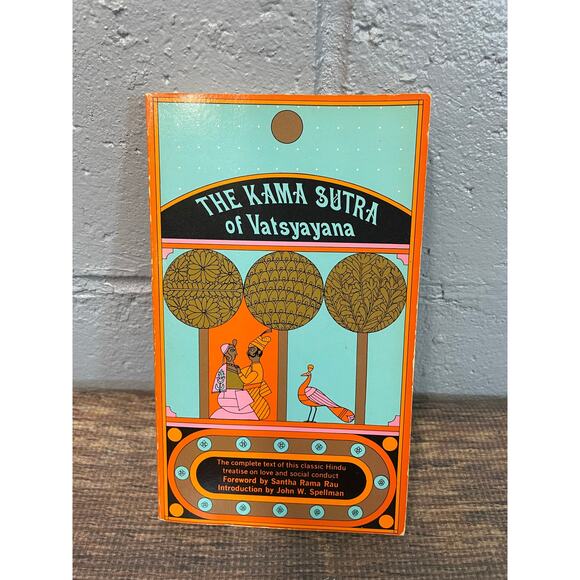 THE KAMA SUTRA
of Vatsyayana
The complete text of this classic Hindu
treatise on love and social conduct
Foreword by Santha Rama Rau
Introduction by John W. Spellman